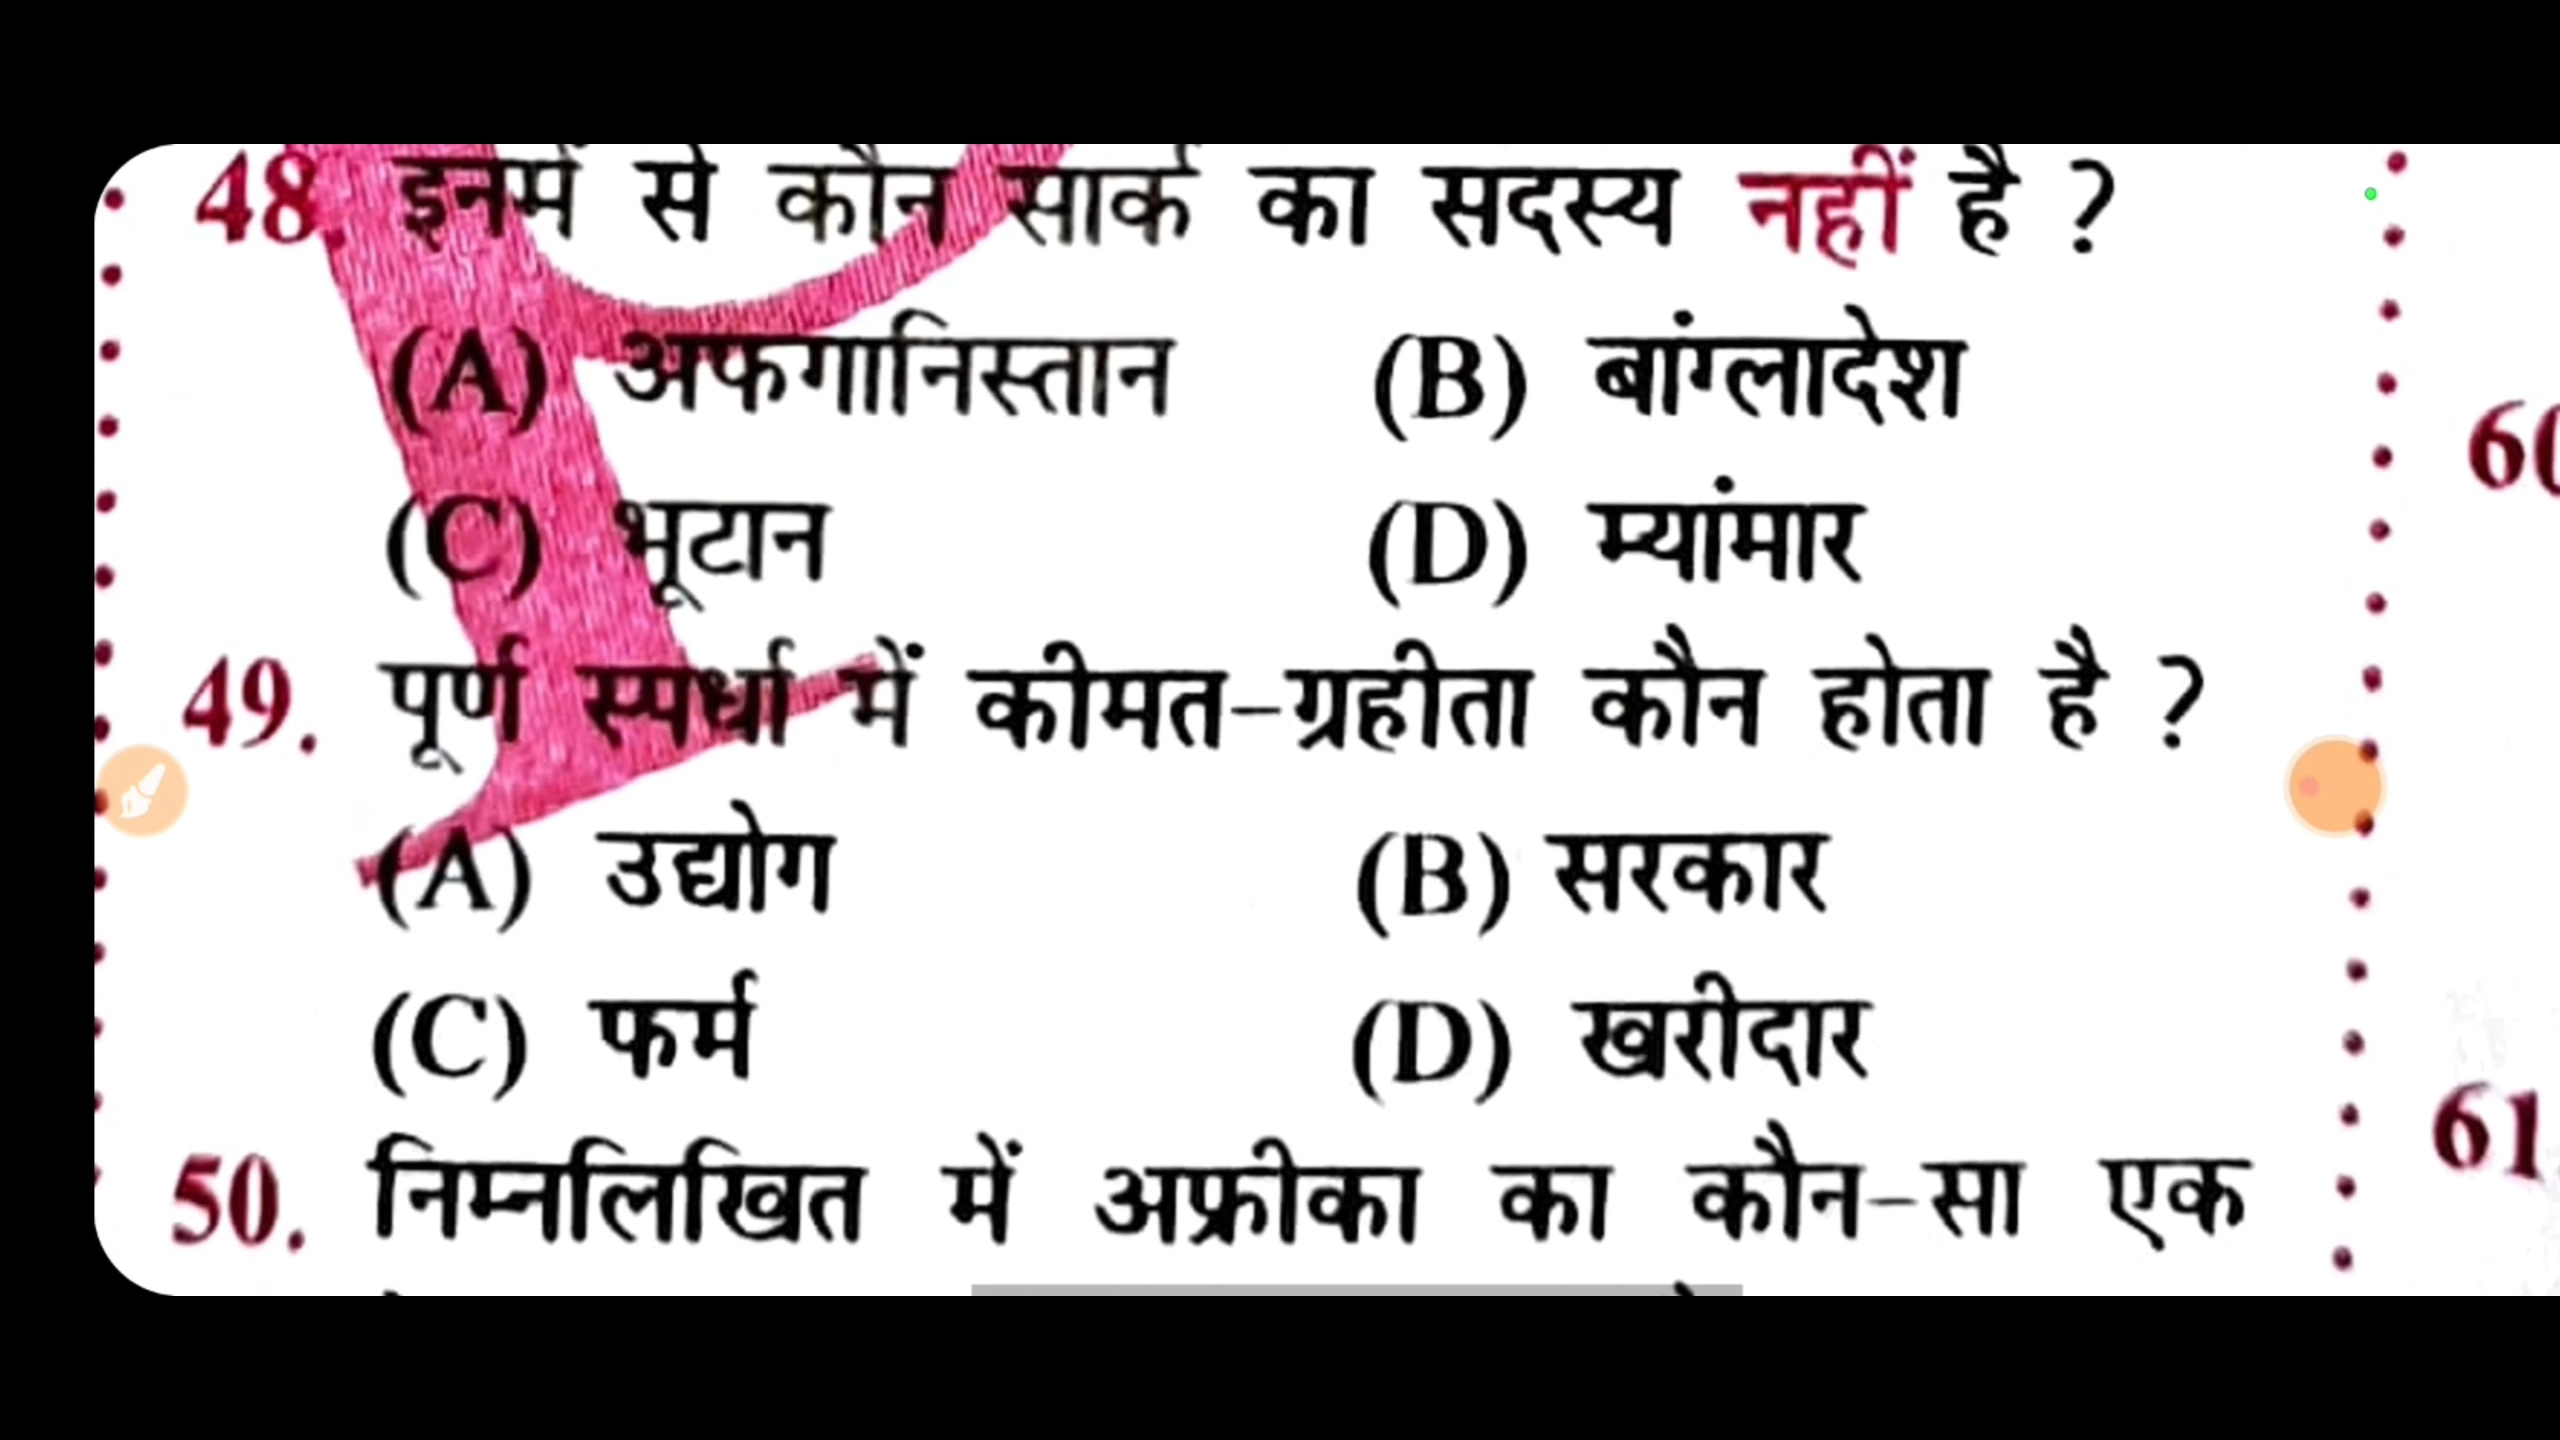 48. इनमें से कौन सार्क का सदस्य नहीं है ?
(A) अफगानिस्तान (B) बांग्लादेश
(C) भूटान (D) म्यांमार
49. पूर्ण स्पर्धा में कीमत-ग्रहीता कौन होता है ?
(A) उद्योग (B) सरकार
(C) फर्म (D) खरीदार
50. निम्नलिखित में अफ्रीका का कौन-सा एक
60
61